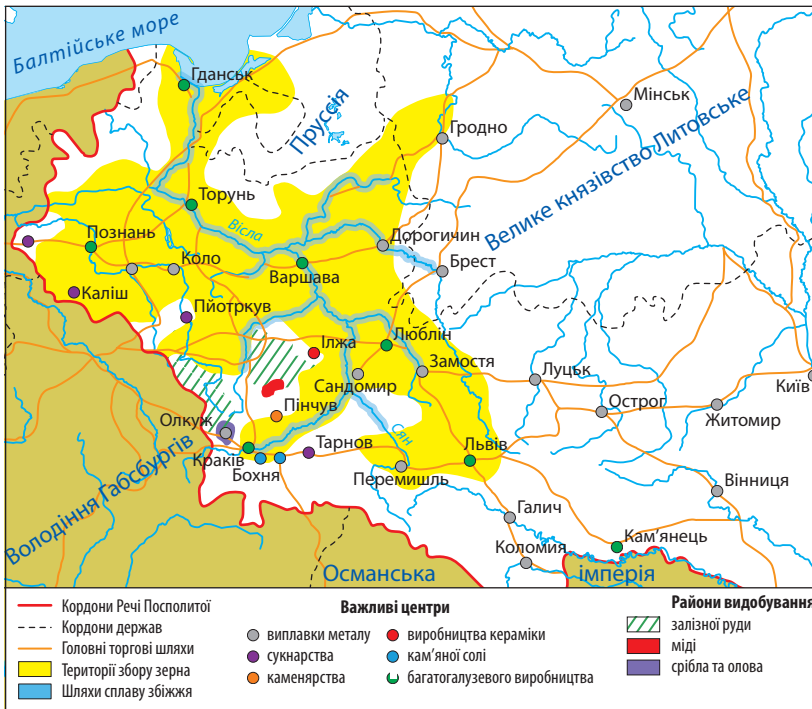 Балтійське море
Гданськ
Пруссія
Мінськ
Гродно
Велике князівство Литовське
Торунь
Вісла
Познань
Дорогичин
Коло
Варшава
Брест
Каліш
Пйотркув
Ілжа
Люблін
Замостя
Луцьк
Київ
Сандомир
Острог
Пінчув
Житомир
Олкуж
Сян
Тарнов
Львів
Краків
Бохня
Перемишль
Вінниця
Володіння Габсбургів
Галич
Кам'янець
Коломия
Османська імперія
Кордони Речі Посполитої
Кордони держав
Головні торгові шляхи
Території збору зерна
Шляхи сплаву збіжжя
Важливі центри
виплавки металу
сукнарства
каменярства
виробництва кераміки
кам'яної солі
багатогалузевого виробництва
Райони видобування
залізної руди
міді
срібла та олова